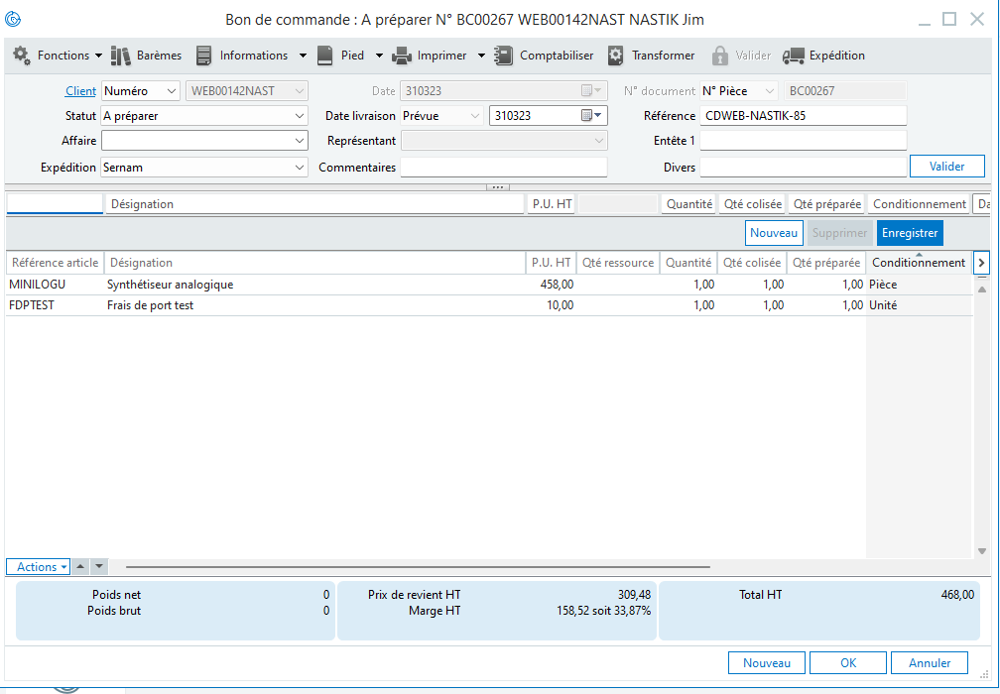 Bon de commande : A préparer N° BC00267 WEB00142NAST NASTIK Jim
Fonctions Barèmes Informations Pied Imprimer Comptabiliser Transformer Valider Expédition
Client Numéro WEB00142NAST Date 310323 N° document N° Pièce BC00267
Statut A préparer Date livraison Prévue 310323 Référence CDWEB-NASTIK-85
Affaire Représentant Entête 1
Expédition Sernam Commentaires Divers Valider
Désignation P.U. HT Quantité Qté colisée Qté préparée Conditionnement Da
Nouveau Supprimer Enregistrer
Référence article Désignation P.U. HT Qté ressource Quantité Qté colisée Qté préparée Conditionnement
MINILOGU Synthétiseur analogique 458,00 1,00 1,00 1,00 Pièce
FDPTEST Frais de port test 10,00 1,00 1,00 1,00 Unité
Actions
Poids net 0 Prix de revient HT 309,48 Total HT 468,00
Poids brut 0 Marge HT 158,52 soit 33,87%
Nouveau OK Annuler